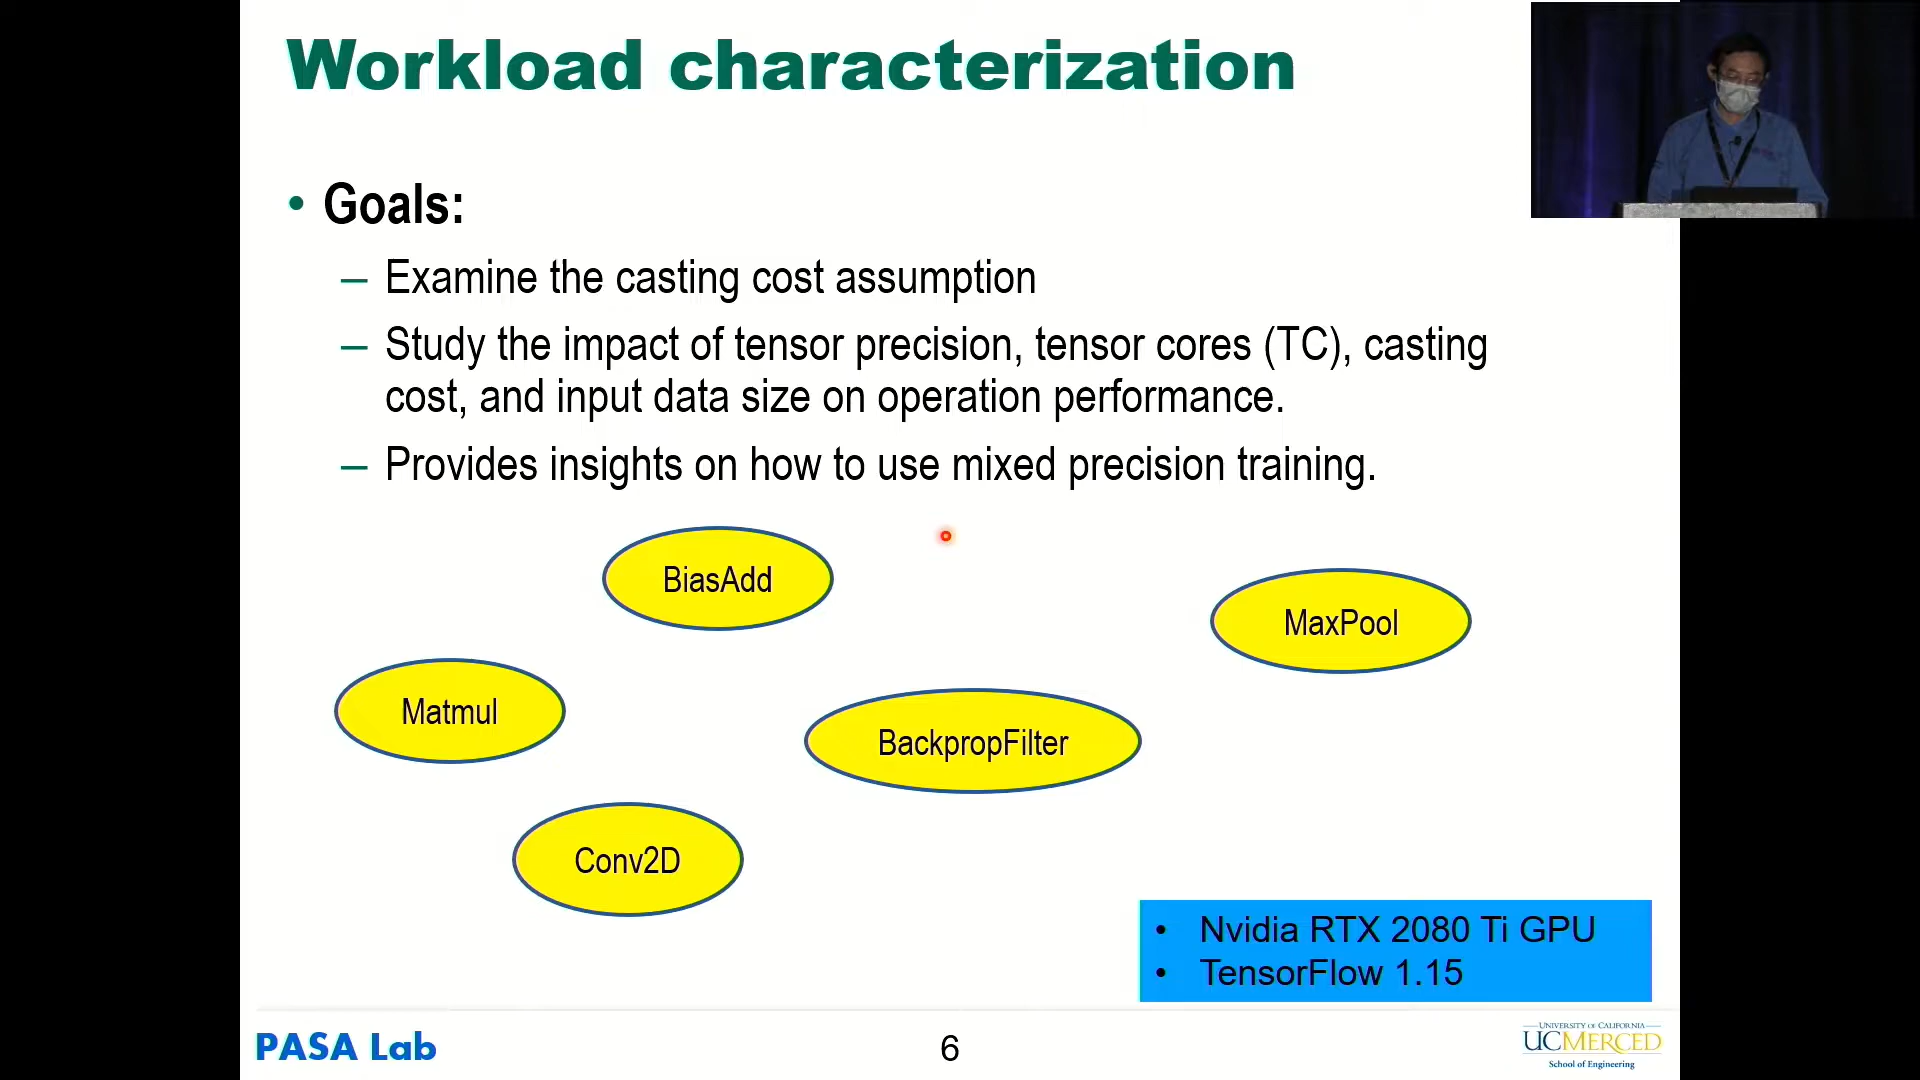 Workload characterization
• Goals:
– Examine the casting cost assumption
– Study the impact of tensor precision, tensor cores (TC), casting
cost, and input data size on operation performance.
– Provides insights on how to use mixed precision training.
BiasAdd
MaxPool
Matmul
BackpropFilter
Conv2D
• Nvidia RTX 2080 Ti GPU
• TensorFlow 1.15
PASA Lab
6
UNIVERSITY OF CALIFORNIA
UCMERCED
School of Engineering